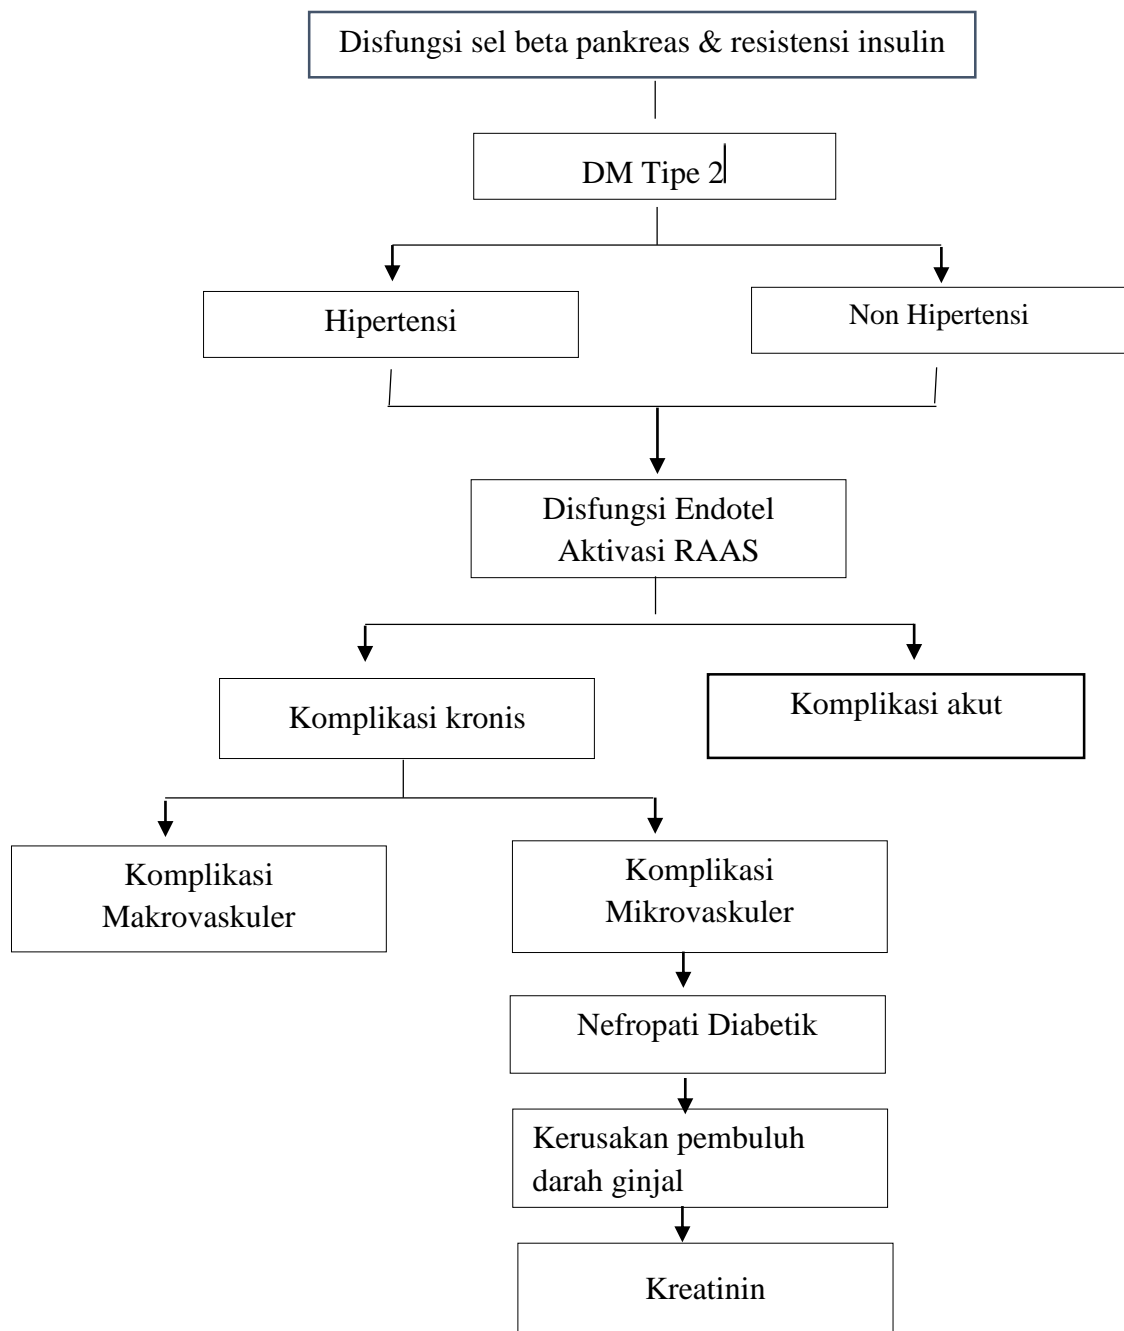 Disfungsi sel beta pankreas & resistensi insulin
DM Tipe 2
Hipertensi
Non Hipertensi
Disfungsi Endotel
Aktivasi RAAS
Komplikasi kronis
Komplikasi akut
Komplikasi
Makrovaskuler
Komplikasi
Mikrovaskuler
Nefropati Diabetik
Kerusakan pembuluh
darah ginjal
Kreatinin